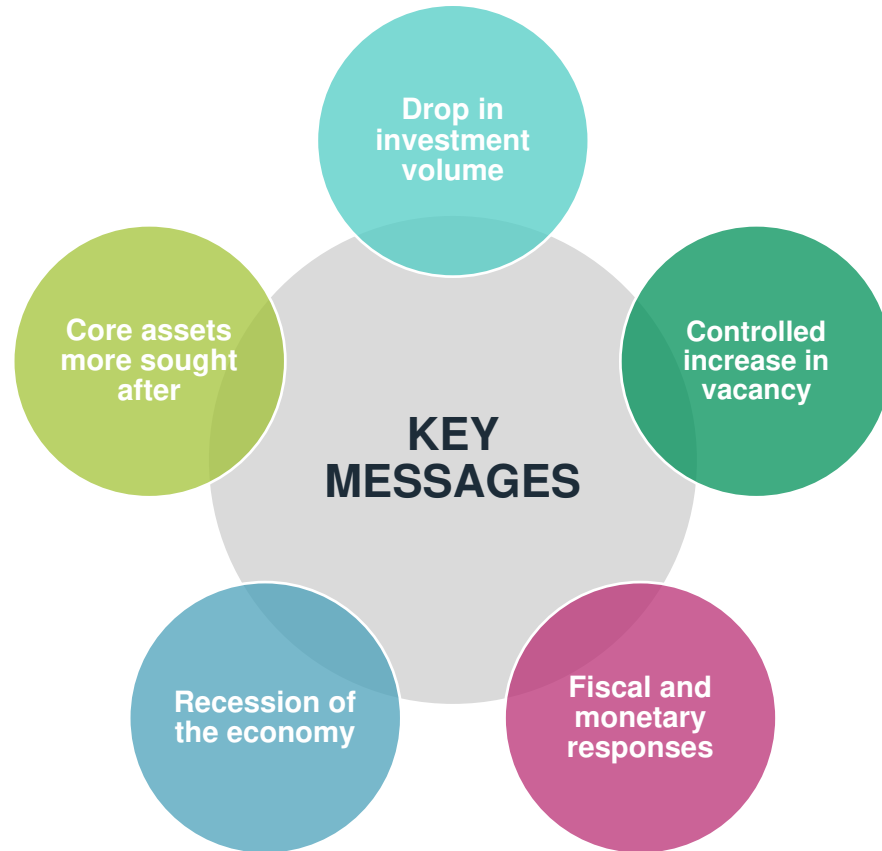 Drop in
investment
volume
Core assets
more sought
after
Controlled
increase in
vacancy
KEY
MESSAGES
Recession of
the economy
Fiscal and
monetary
responses